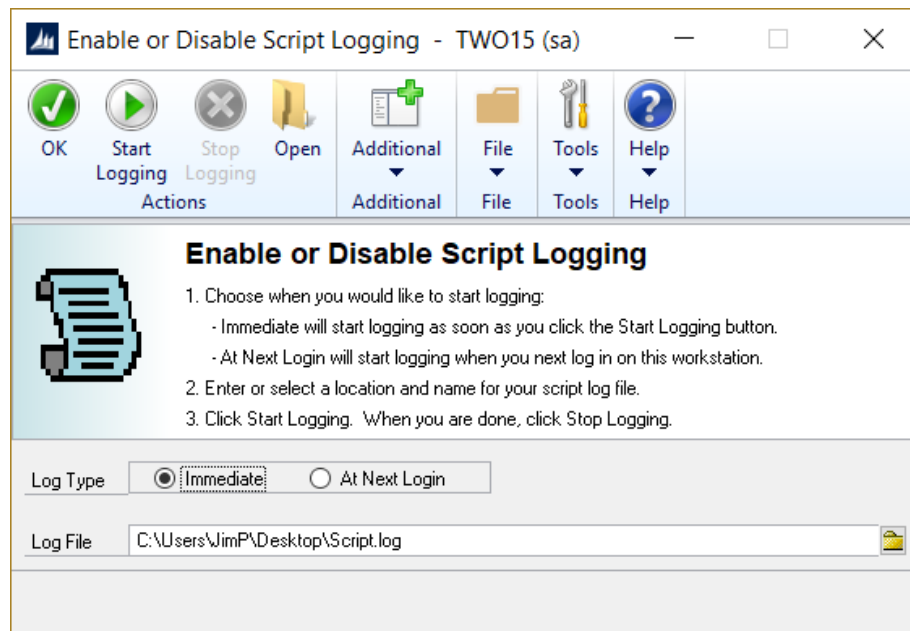 Enable or Disable Script Logging - TWO15 (sa)
OK Start Logging Stop Logging Open Additional File Tools Help
Actions Additional File Tools Help
Enable or Disable Script Logging
1. Choose when you would like to start logging:
- Immediate will start logging as soon as you click the Start Logging button.
- At Next Login will start logging when you next log in on this workstation.
2. Enter or select a location and name for your script log file.
3. Click Start Logging. When you are done, click Stop Logging.
Log Type Immediate At Next Login
Log File C:\Users\JimP\Desktop\Script.log